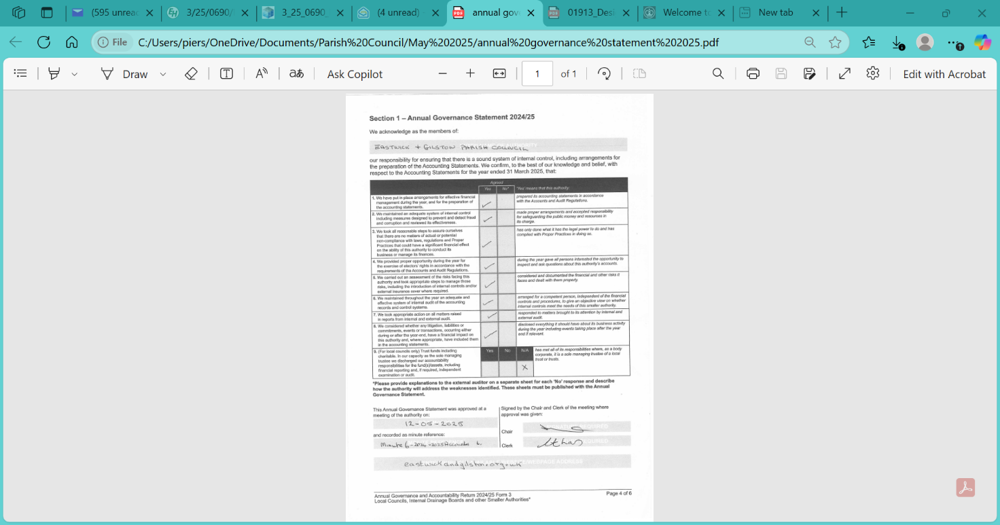 (595 unread
3/25/0690/
3_25_0690_
(4 unread)
annual gov
01913_Desi
Welcome to
New tab
File
C:/Users/piers/OneDrive/Documents/Parish%20Council/May%202025/annual%20governance%20statement%202025.pdf
Draw
Ask Copilot
1 of 1
Edit with Acrobat
Section 1 – Annual Governance Statement 2024/25
We acknowledge as the members of:
EASTWICK + GILSTON PARISH COUNCIL
our responsibility for ensuring that there is a sound system of internal control, including arrangements for
the preparation of the Accounting Statements. We confirm, to the best of our knowledge and belief, with
respect to the Accounting Statements for the year ended 31 March 2025, that:
Agreed
Yes No*
'Yes' means that this authority:
1. We have put in place arrangements for effective financial
management during the year, and for the preparation of
the accounting statements.
prepared its accounting statements in accordance
with the Accounts and Audit Regulations.
2. We maintained an adequate system of internal control
including measures designed to prevent and detect fraud
and corruption and reviewed its effectiveness.
made proper arrangements and accepted responsibility
for safeguarding the public money and resources in
its charge.
3. We took all reasonable steps to assure ourselves
that there are no matters of actual or potential
non-compliance with laws, regulations and Proper
Practices that could have a significant financial effect
on the ability of this authority to conduct its
business or manage its finances.
has only done what it has the legal power to do and has
complied with Proper Practices in doing so.
4. We provided proper opportunity during the year for
the exercise of electors' rights in accordance with the
requirements of the Accounts and Audit Regulations.
during the year gave all persons interested the opportunity to
inspect and ask questions about this authority's accounts.
5. We carried out an assessment of the risks facing this
authority and took appropriate steps to manage those
risks, including the introduction of internal controls and/or
external insurance cover where required.
considered and documented the financial and other risks it
faces and dealt with them properly.
6. We maintained throughout the year an adequate and
effective system of internal audit of the accounting
records and control systems.
arranged for a competent person, independent of the financial
controls and procedures, to give an objective view on whether
internal controls meet the needs of this smaller authority.
7. We took appropriate action on all matters raised
in reports from internal and external audit.
responded to matters brought to its attention by internal and
external audit.
8. We considered whether any litigation, liabilities or
commitments, events or transactions, occurring either
during or after the year-end, have a financial impact on
this authority and, where appropriate, have included them
in the accounting statements.
disclosed everything it should have about its business activity
during the year including events taking place after the year
end if relevant.
9. (For local councils only) Trust funds including
charitable. In our capacity as the sole managing
trustee we discharged our accountability
responsibilities for the fund(s)/assets, including
financial reporting and, if required, independent
examination or audit.
Yes No N/A
X
has met all of its responsibilities where, as a body
corporate, it is a sole managing trustee of a local
trust or trusts.
*Please provide explanations to the external auditor on a separate sheet for each 'No' response and describe
how the authority will address the weaknesses identified. These sheets must be published with the Annual
Governance Statement.
This Annual Governance Statement was approved at a
meeting of the authority on:
12-05-2025
and recorded as minute reference:
Minute 6-2024-2025 Accounts 6.
Signed by the Chair and Clerk of the meeting where
approval was given:
Chair
Clerk
eastwickandgilston.org.uk
Annual Governance and Accountability Return 2024/25 Form 3
Local Councils, Internal Drainage Boards and other Smaller Authorities*
Page 4 of 6